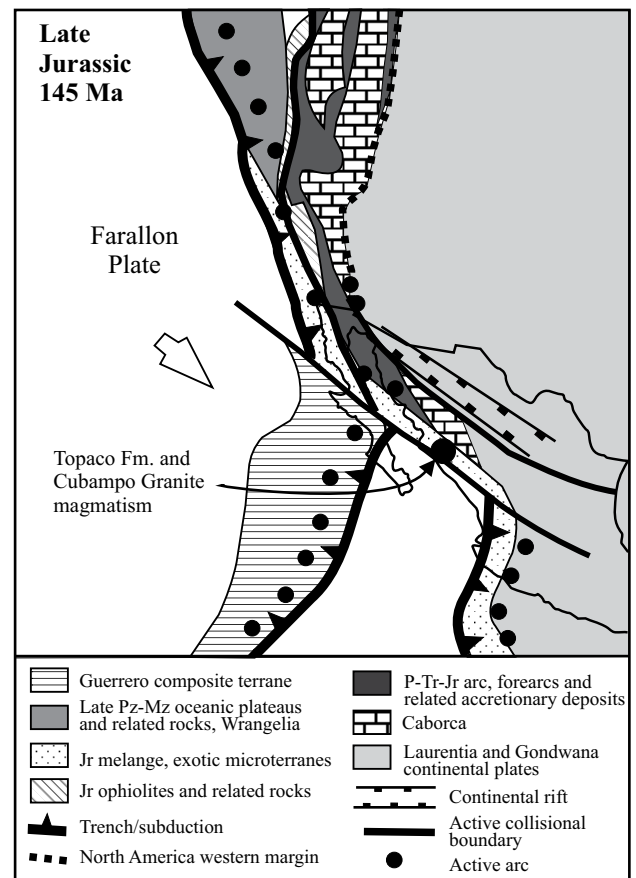 Late
Jurassic
145 Ma
Farallon
Plate
Topaco Fm. and
Cubampo Granite
magmatism
Guerrero composite terrane
Late Pz-Mz oceanic plateaus
and related rocks, Wrangelia
Jr melange, exotic microterranes
Jr ophiolites and related rocks
Trench/subduction
North America western margin
P-Tr-Jr arc, forearcs and
related accretionary deposits
Caborca
Laurentia and Gondwana
continental plates
Continental rift
Active collisional
boundary
Active arc